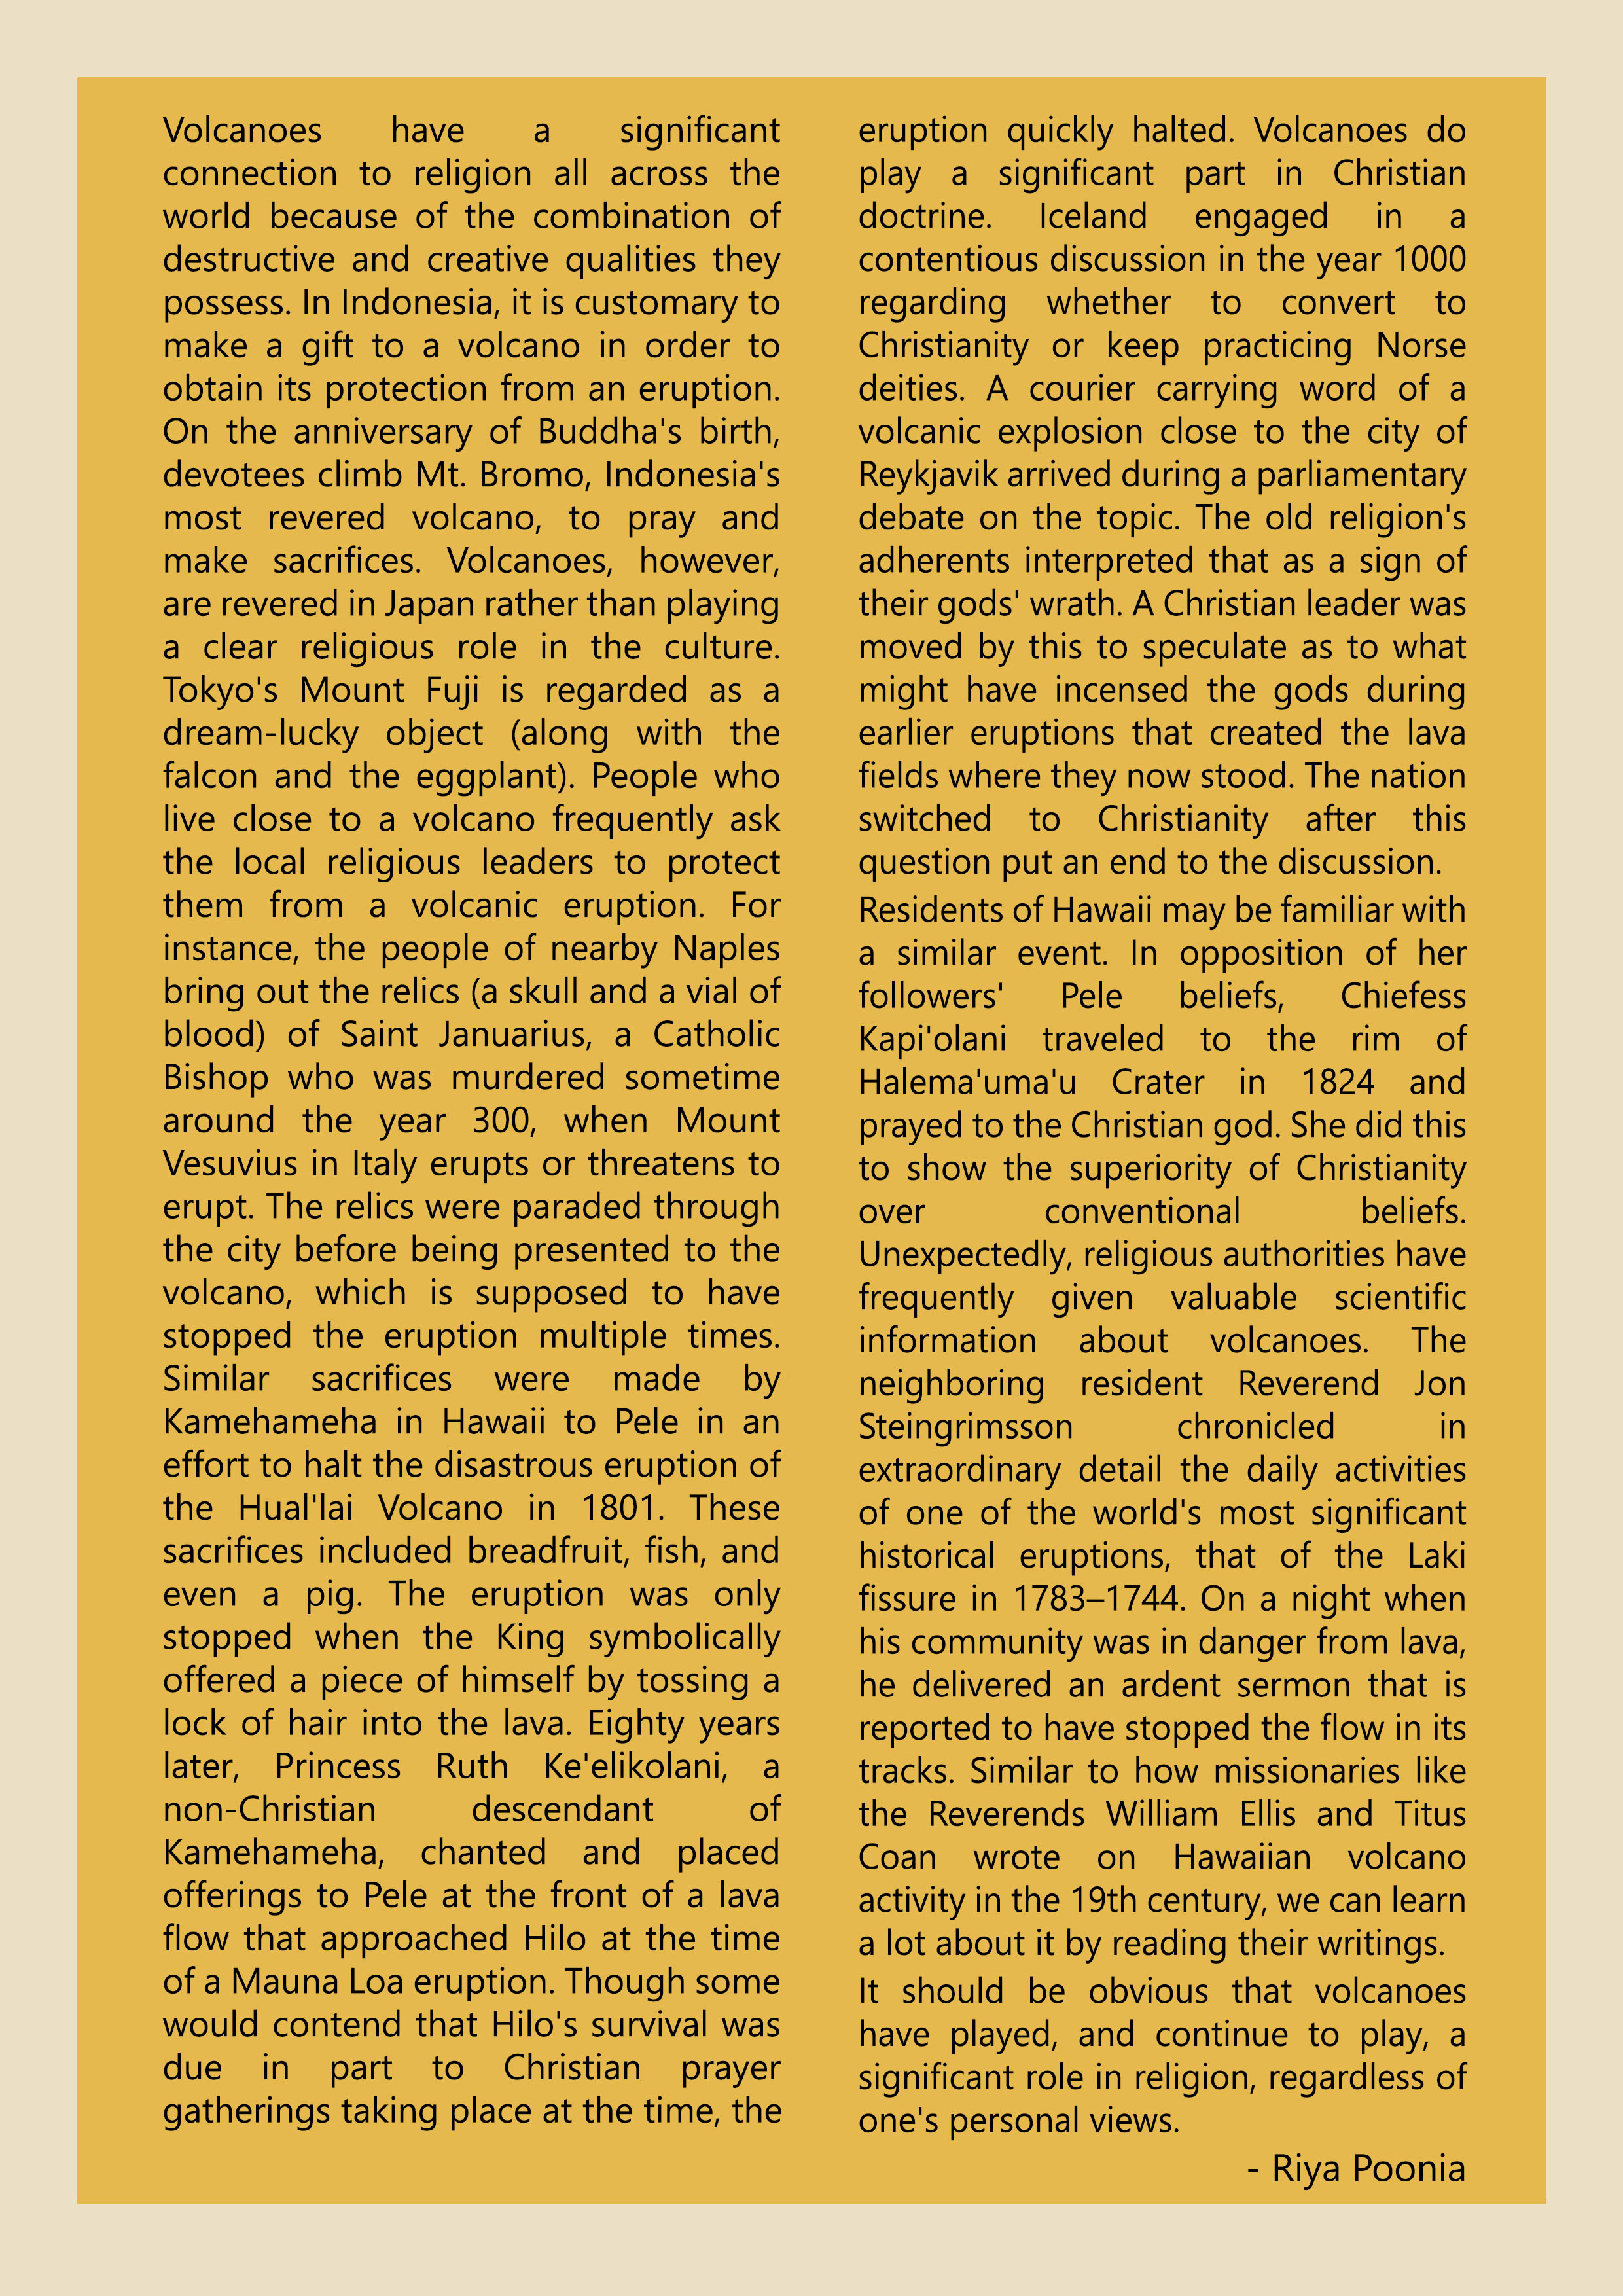 Volcanoes have a significant
connection to religion all across the
world because of the combination of
destructive and creative qualities they
possess. In Indonesia, it is customary to
make a gift to a volcano in order to
obtain its protection from an eruption.
On the anniversary of Buddha's birth,
devotees climb Mt. Bromo, Indonesia's
most revered volcano, to pray and
make sacrifices. Volcanoes, however,
are revered in Japan rather than playing
a clear religious role in the culture.
Tokyo's Mount Fuji is regarded as a
dream-lucky object (along with the
falcon and the eggplant). People who
live close to a volcano frequently ask
the local religious leaders to protect
them from a volcanic eruption. For
instance, the people of nearby Naples
bring out the relics (a skull and a vial of
blood) of Saint Januarius, a Catholic
Bishop who was murdered sometime
around the year 300, when Mount
Vesuvius in Italy erupts or threatens to
erupt. The relics were paraded through
the city before being presented to the
volcano, which is supposed to have
stopped the eruption multiple times.
Similar sacrifices were made by
Kamehameha in Hawaii to Pele in an
effort to halt the disastrous eruption of
the Hual'lai Volcano in 1801. These
sacrifices included breadfruit, fish, and
even a pig. The eruption was only
stopped when the King symbolically
offered a piece of himself by tossing a
lock of hair into the lava. Eighty years
later, Princess Ruth Ke'elikolani, a
non-Christian descendant of
Kamehameha, chanted and placed
offerings to Pele at the front of a lava
flow that approached Hilo at the time
of a Mauna Loa eruption. Though some
would contend that Hilo's survival was
due in part to Christian prayer
gatherings taking place at the time, the
eruption quickly halted. Volcanoes do
play a significant part in Christian
doctrine. Iceland engaged in a
contentious discussion in the year 1000
regarding whether to convert to
Christianity or keep practicing Norse
deities. A courier carrying word of a
volcanic explosion close to the city of
Reykjavik arrived during a parliamentary
debate on the topic. The old religion's
adherents interpreted that as a sign of
their gods' wrath. A Christian leader was
moved by this to speculate as to what
might have incensed the gods during
earlier eruptions that created the lava
fields where they now stood. The nation
switched to Christianity after this
question put an end to the discussion.
Residents of Hawaii may be familiar with
a similar event. In opposition of her
followers' Pele beliefs, Chiefess
Kapi'olani traveled to the rim of
Halema'uma'u Crater in 1824 and
prayed to the Christian god. She did this
to show the superiority of Christianity
over conventional beliefs.
Unexpectedly, religious authorities have
frequently given valuable scientific
information about volcanoes. The
neighboring resident Reverend Jon
Steingrimsson chronicled in
extraordinary detail the daily activities
of one of the world's most significant
historical eruptions, that of the Laki
fissure in 1783–1744. On a night when
his community was in danger from lava,
he delivered an ardent sermon that is
reported to have stopped the flow in its
tracks. Similar to how missionaries like
the Reverends William Ellis and Titus
Coan wrote on Hawaiian volcano
activity in the 19th century, we can learn
a lot about it by reading their writings.
It should be obvious that volcanoes
have played, and continue to play, a
significant role in religion, regardless of
one's personal views.
- Riya Poonia